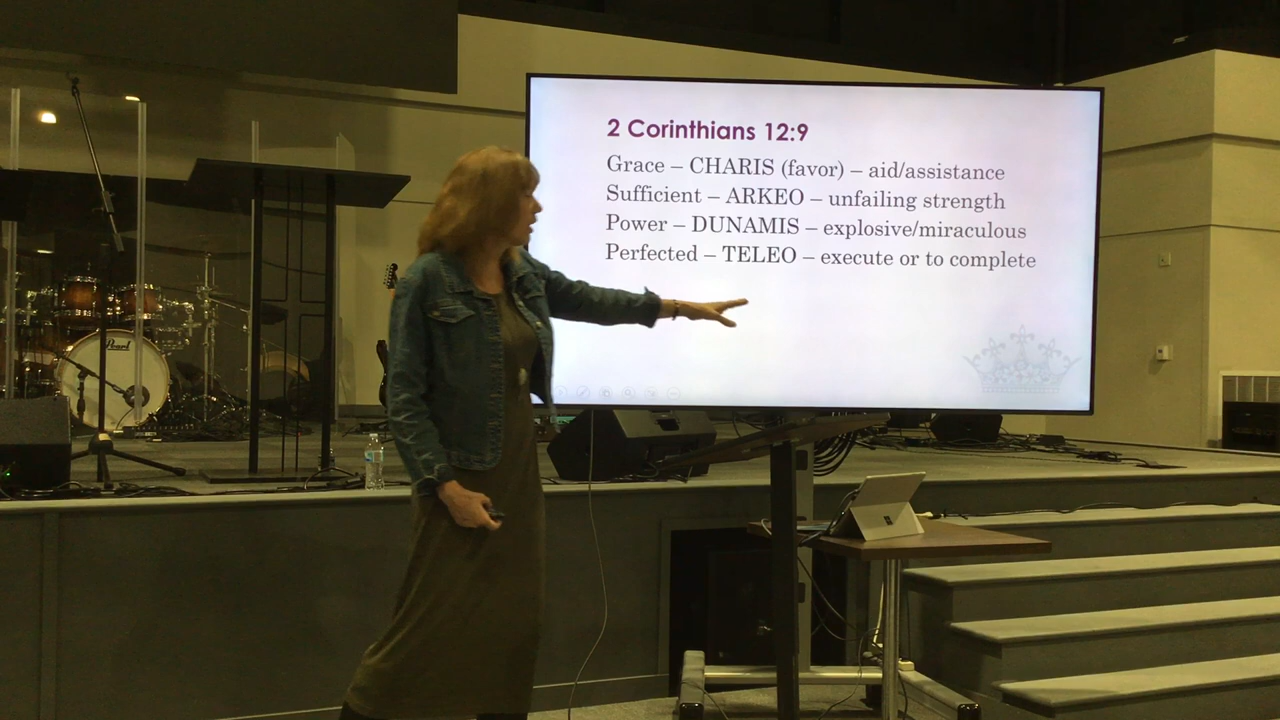 2 Corinthians 12:9
Grace – CHARIS (favor) – aid/assistance
Sufficient – ARKEO – unfailing strength
Power – DUNAMIS – explosive/miraculous
Perfected – TELEO – execute or to complete
Pearl